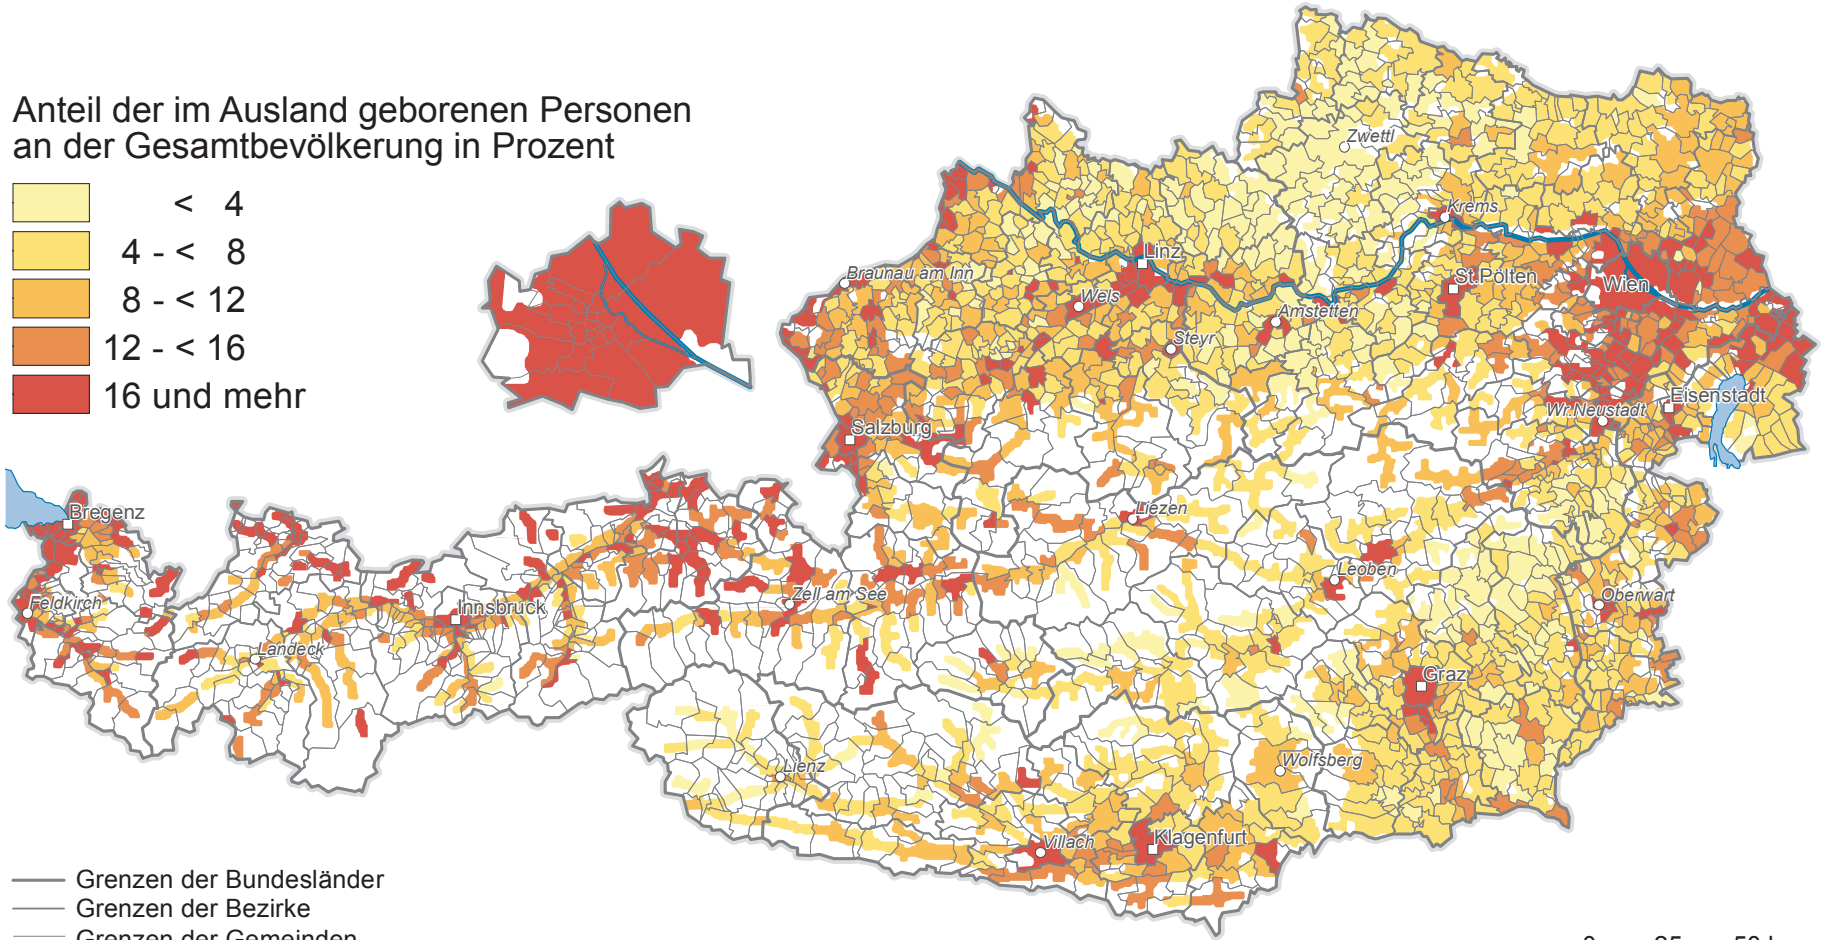 Anteil der im Ausland geborenen Personen
an der Gesamtbevölkerung in Prozent
< 4
4 - < 8
8 - < 12
12 - < 16
16 und mehr
Zwettl
Krems
Linz
Braunau am Inn
St.Pölten
Wien
Wels
Amstetten
Steyr
Eisenstadt
Wr.Neustadt
Salzburg
Bregenz
Liezen
Leoben
Feldkirch
Innsbruck
Zell am See
Oberwart
Landeck
Graz
Lienz
Wolfsberg
Villach
Klagenfurt
Grenzen der Bundesländer
Grenzen der Bezirke
Grenzen der Gemeinden